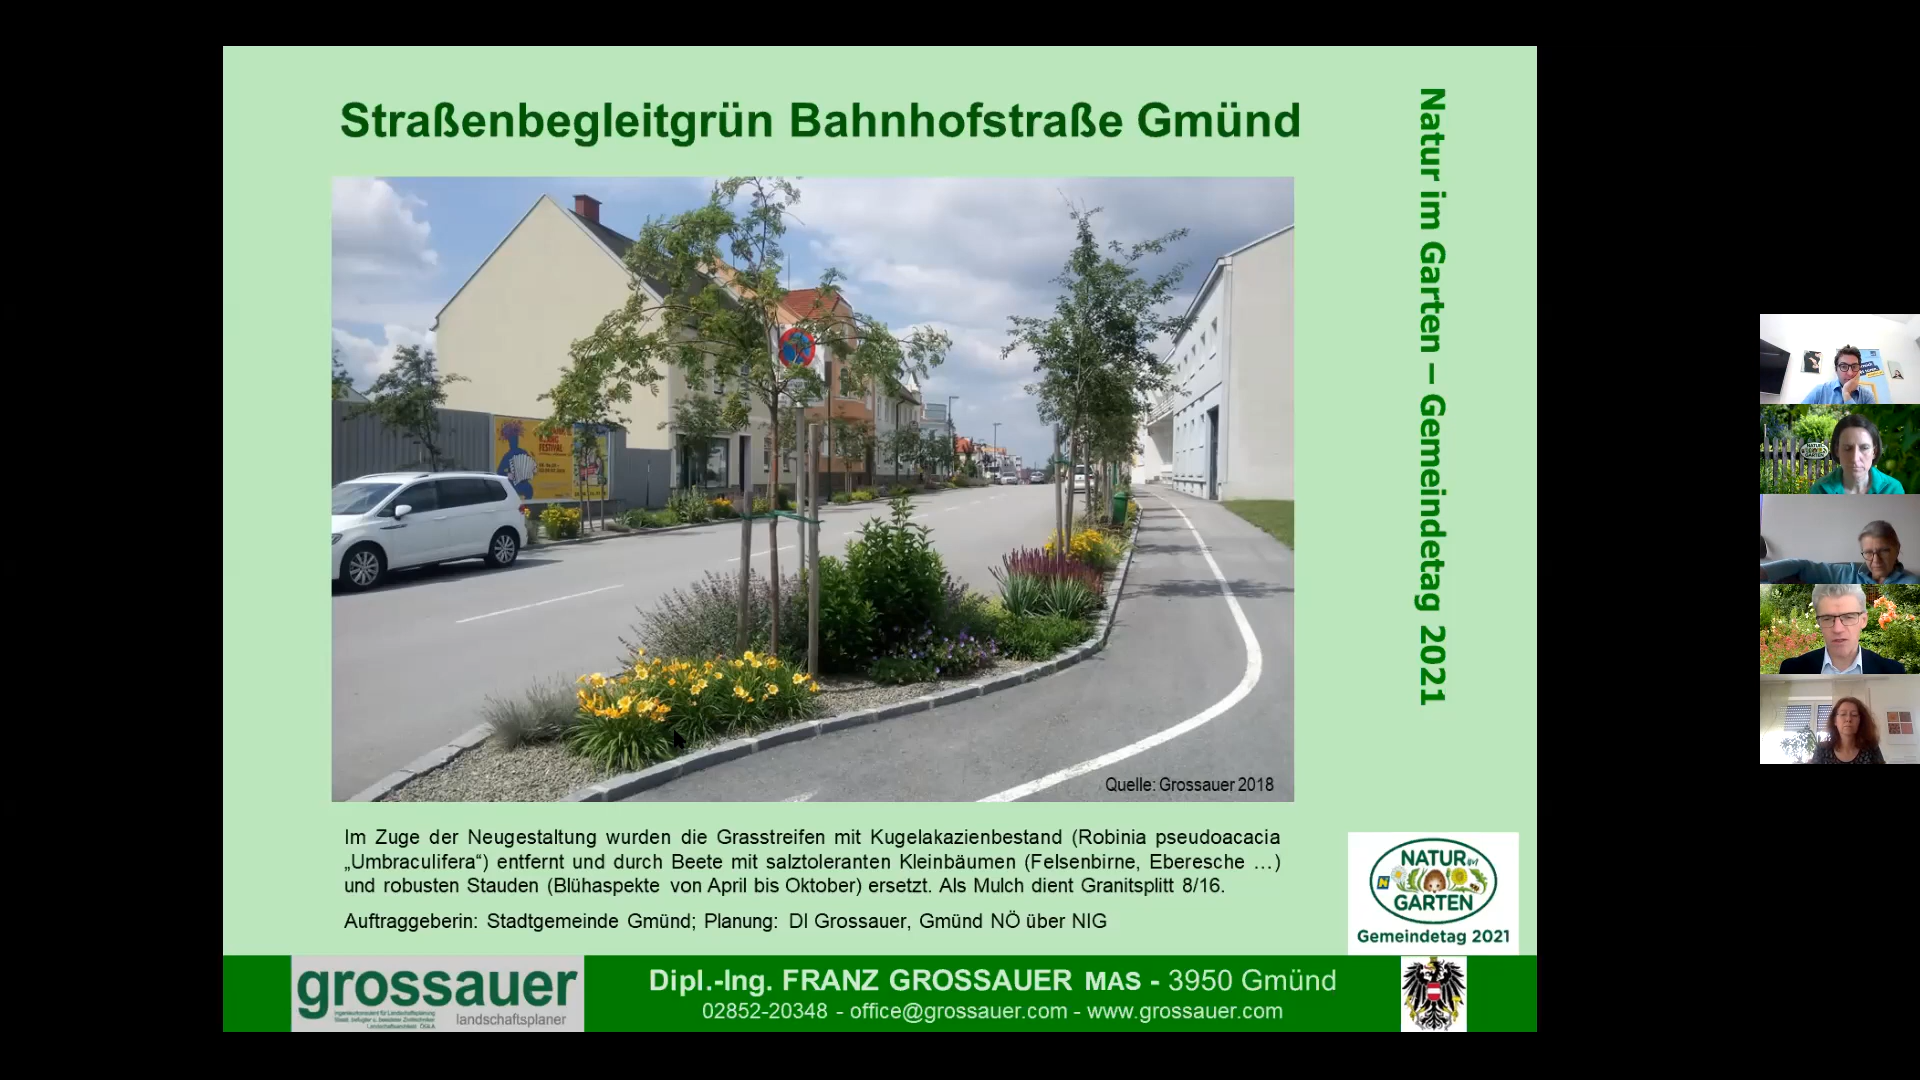 Straßenbegleitgrün Bahnhofstraße Gmünd
Natur im Garten – Gemeindetag 2021
FESTIVAL
Quelle: Grossauer 2018
Im Zuge der Neugestaltung wurden die Grasstreifen mit Kugelakazienbestand (Robinia pseudoacacia
„Umbraculifera“) entfernt und durch Beete mit salztoleranten Kleinbäumen (Felsenbirne, Eberesche …)
und robusten Stauden (Blühaspekte von April bis Oktober) ersetzt. Als Mulch dient Granitsplitt 8/16.
Auftraggeberin: Stadtgemeinde Gmünd; Planung: DI Grossauer, Gmünd NÖ über NIG
NATUR im
GARTEN
Gemeindetag 2021
grossauer
landschaftsplaner
Dipl.-Ing. FRANZ GROSSAUER MAS - 3950 Gmünd
02852-20348 - office@grossauer.com - www.grossauer.com
NATUR
GARTEN